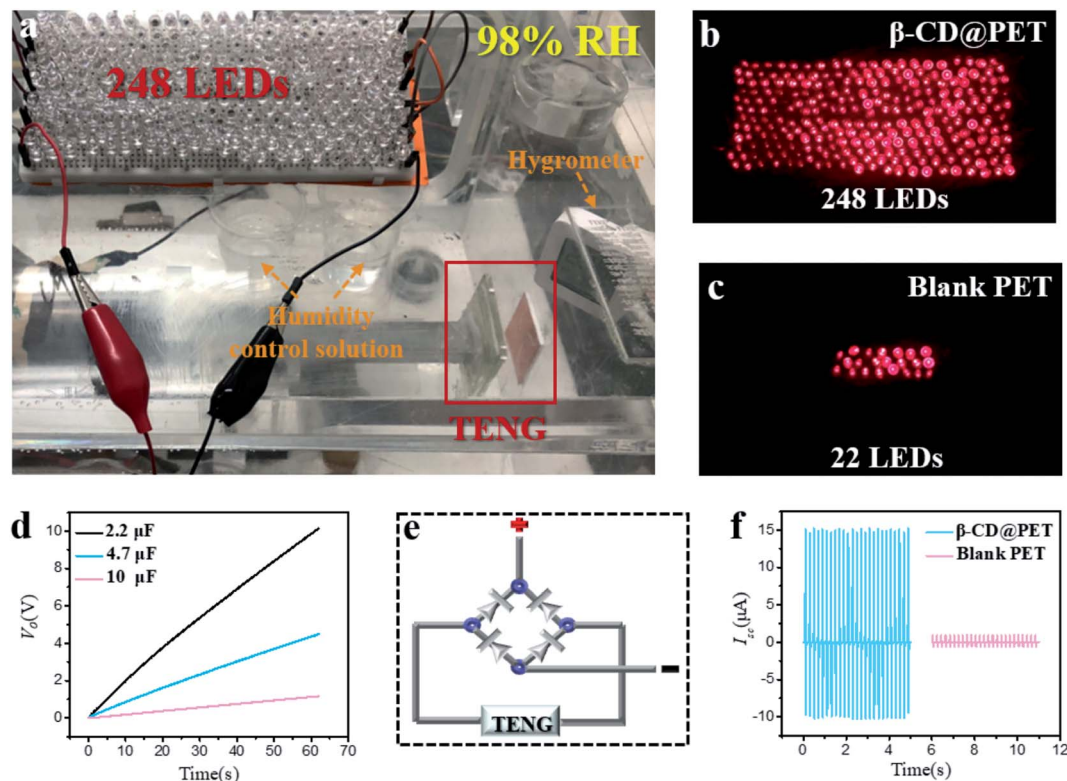 a
98% RH
248 LEDs
Hygrometer
Humidity
control solution
TENG
b
β-CD@PET
248 LEDs
c
Blank PET
22 LEDs
d
2.2 μF
4.7 μF
10 μF
10
8
6
4
2
0
V_O(V)
0 10 20 30 40 50 60 70
Time(s)
e
TENG
f
β-CD@PET
Blank PET
15
10
5
0
-5
-10
I_sc(μA)
0 2 4 6 8 10 12
Time(s)